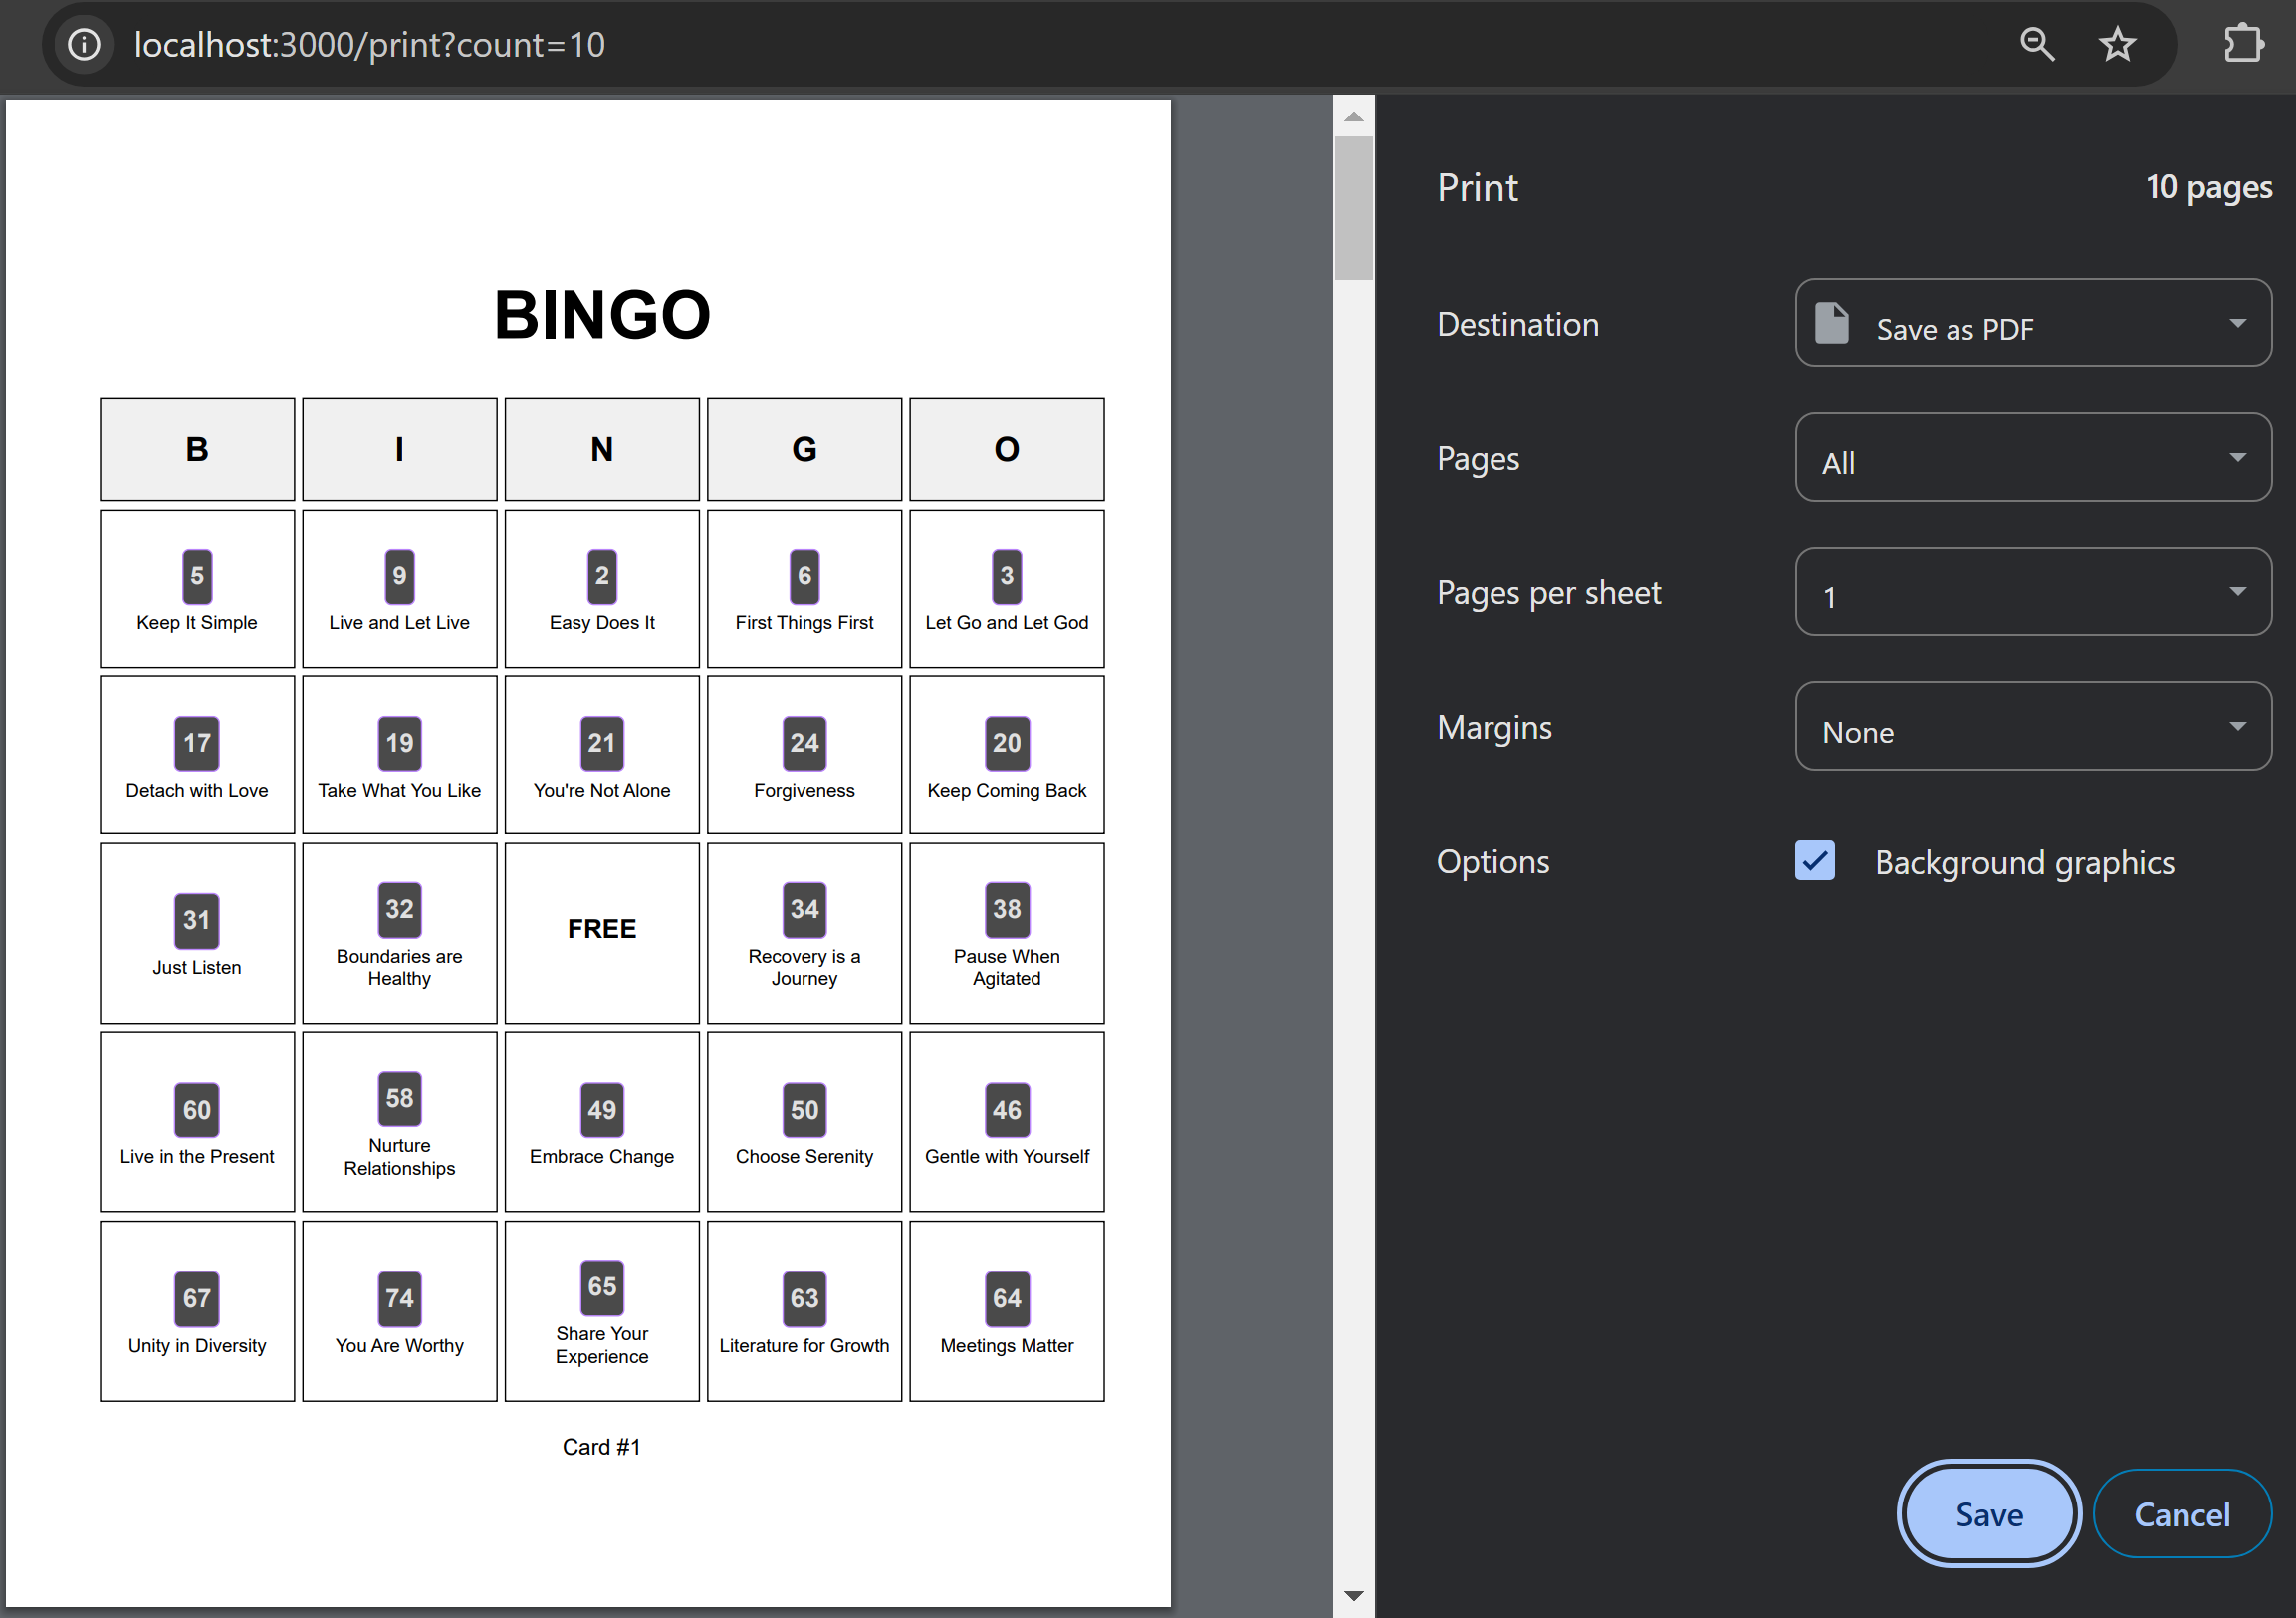 localhost:3000/print?count=10
BINGO
B I N G O
5 9 2 6 3
Keep It Simple Live and Let Live Easy Does It First Things First Let Go and Let God
17 19 21 24 20
Detach with Love Take What You Like You're Not Alone Forgiveness Keep Coming Back
31 32 FREE 34 38
Just Listen Boundaries are Recovery is a Pause When
Healthy Journey Agitated
60 58 49 50 46
Live in the Present Nurture Embrace Change Choose Serenity Gentle with Yourself
Relationships
67 74 65 63 64
Unity in Diversity You Are Worthy Share Your Literature for Growth Meetings Matter
Experience
Card #1
Print 10 pages
Destination Save as PDF
Pages All
Pages per sheet 1
Margins None
Options Background graphics
Save Cancel